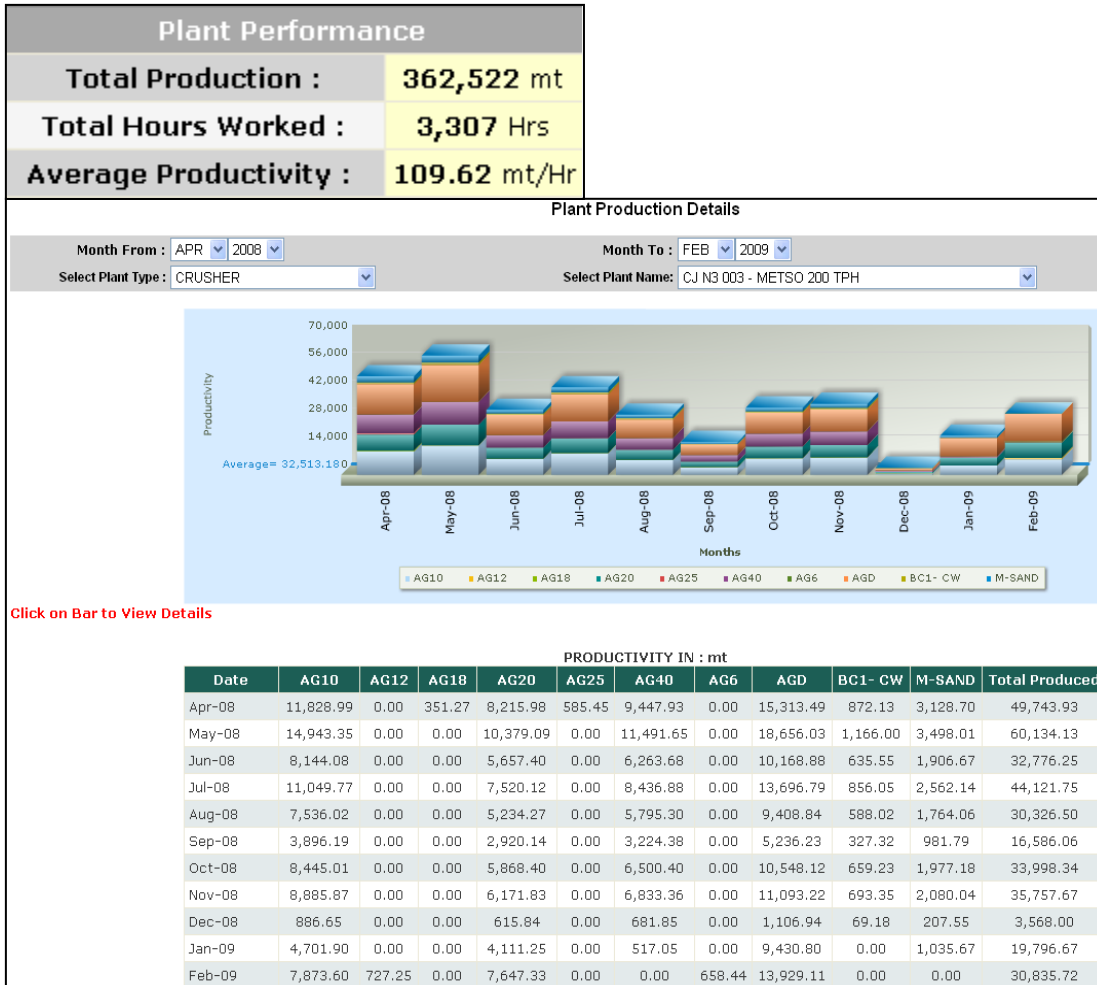 Plant Performance
Total Production : 362,522 mt
Total Hours Worked : 3,307 Hrs
Average Productivity : 109.62 mt/Hr
Plant Production Details
Month From : APR 2008 Month To : FEB 2009
Select Plant Type : CRUSHER Select Plant Name: CJ N3 003 - METSO 200 TPH
70,000
56,000
42,000
28,000
14,000
Average= 32,513.18 0
Productivity
Apr-08 May-08 Jun-08 Jul-08 Aug-08 Sep-08 Oct-08 Nov-08 Dec-08 Jan-09 Feb-09
Months
AG10 AG12 AG18 AG20 AG25 AG40 AG6 AGD BC1- CW M-SAND
Click on Bar to View Details
PRODUCTIVITY IN : mt
Date AG10 AG12 AG18 AG20 AG25 AG40 AG6 AGD BC1- CW M-SAND Total Produced
Apr-08 11,828.99 0.00 351.27 8,215.98 585.45 9,447.93 0.00 15,313.49 872.13 3,128.70 49,743.93
May-08 14,943.35 0.00 0.00 10,379.09 0.00 11,491.65 0.00 18,656.03 1,166.00 3,498.01 60,134.13
Jun-08 8,144.08 0.00 0.00 5,657.40 0.00 6,263.68 0.00 10,168.88 635.55 1,906.67 32,776.25
Jul-08 11,049.77 0.00 0.00 7,520.12 0.00 8,436.88 0.00 13,696.79 856.05 2,562.14 44,121.75
Aug-08 7,536.02 0.00 0.00 5,234.27 0.00 5,795.30 0.00 9,408.84 588.02 1,764.06 30,326.50
Sep-08 3,896.19 0.00 0.00 2,920.14 0.00 3,224.38 0.00 5,236.23 327.32 981.79 16,586.06
Oct-08 8,445.01 0.00 0.00 5,868.40 0.00 6,500.40 0.00 10,548.12 659.23 1,977.18 33,998.34
Nov-08 8,885.87 0.00 0.00 6,171.83 0.00 6,833.36 0.00 11,093.22 693.35 2,080.04 35,757.67
Dec-08 886.65 0.00 0.00 615.84 0.00 681.85 0.00 1,106.94 69.18 207.55 3,568.00
Jan-09 4,701.90 0.00 0.00 4,111.25 0.00 517.05 0.00 9,430.80 0.00 1,035.67 19,796.67
Feb-09 7,873.60 727.25 0.00 7,647.33 0.00 0.00 658.44 13,929.11 0.00 0.00 30,835.72